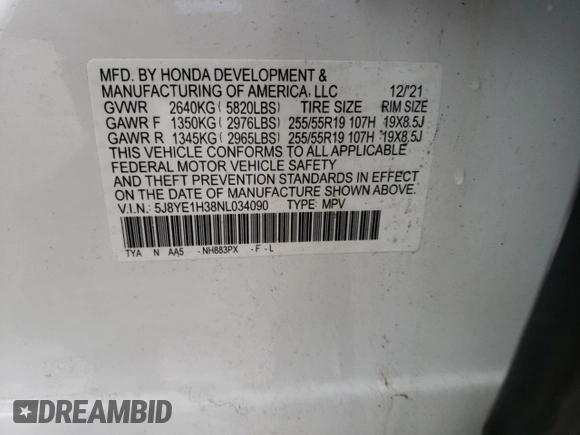 MFD. BY HONDA DEVELOPMENT &
MANUFACTURING OF AMERICA, LLC 12/'21
GVWR 2640KG ( 5820LBS) TIRE SIZE RIM SIZE
GAWR F 1350KG ( 2976LBS) 255/55R19 107H 19X8.5J
GAWR R 1345KG ( 2965LBS) 255/55R19 107H 19X8.5J
THIS VEHICLE CONFORMS TO ALL APPLICABLE
FEDERAL MOTOR VEHICLE SAFETY
AND THEFT PREVENTION STANDARDS IN EFFECT
ON THE DATE OF MANUFACTURE SHOWN ABOVE.
V.I.N.: 5J8YE1H38NL034090 TYPE: MPV
TYA N AA5 -NH883PX -F-L
DREAMBID